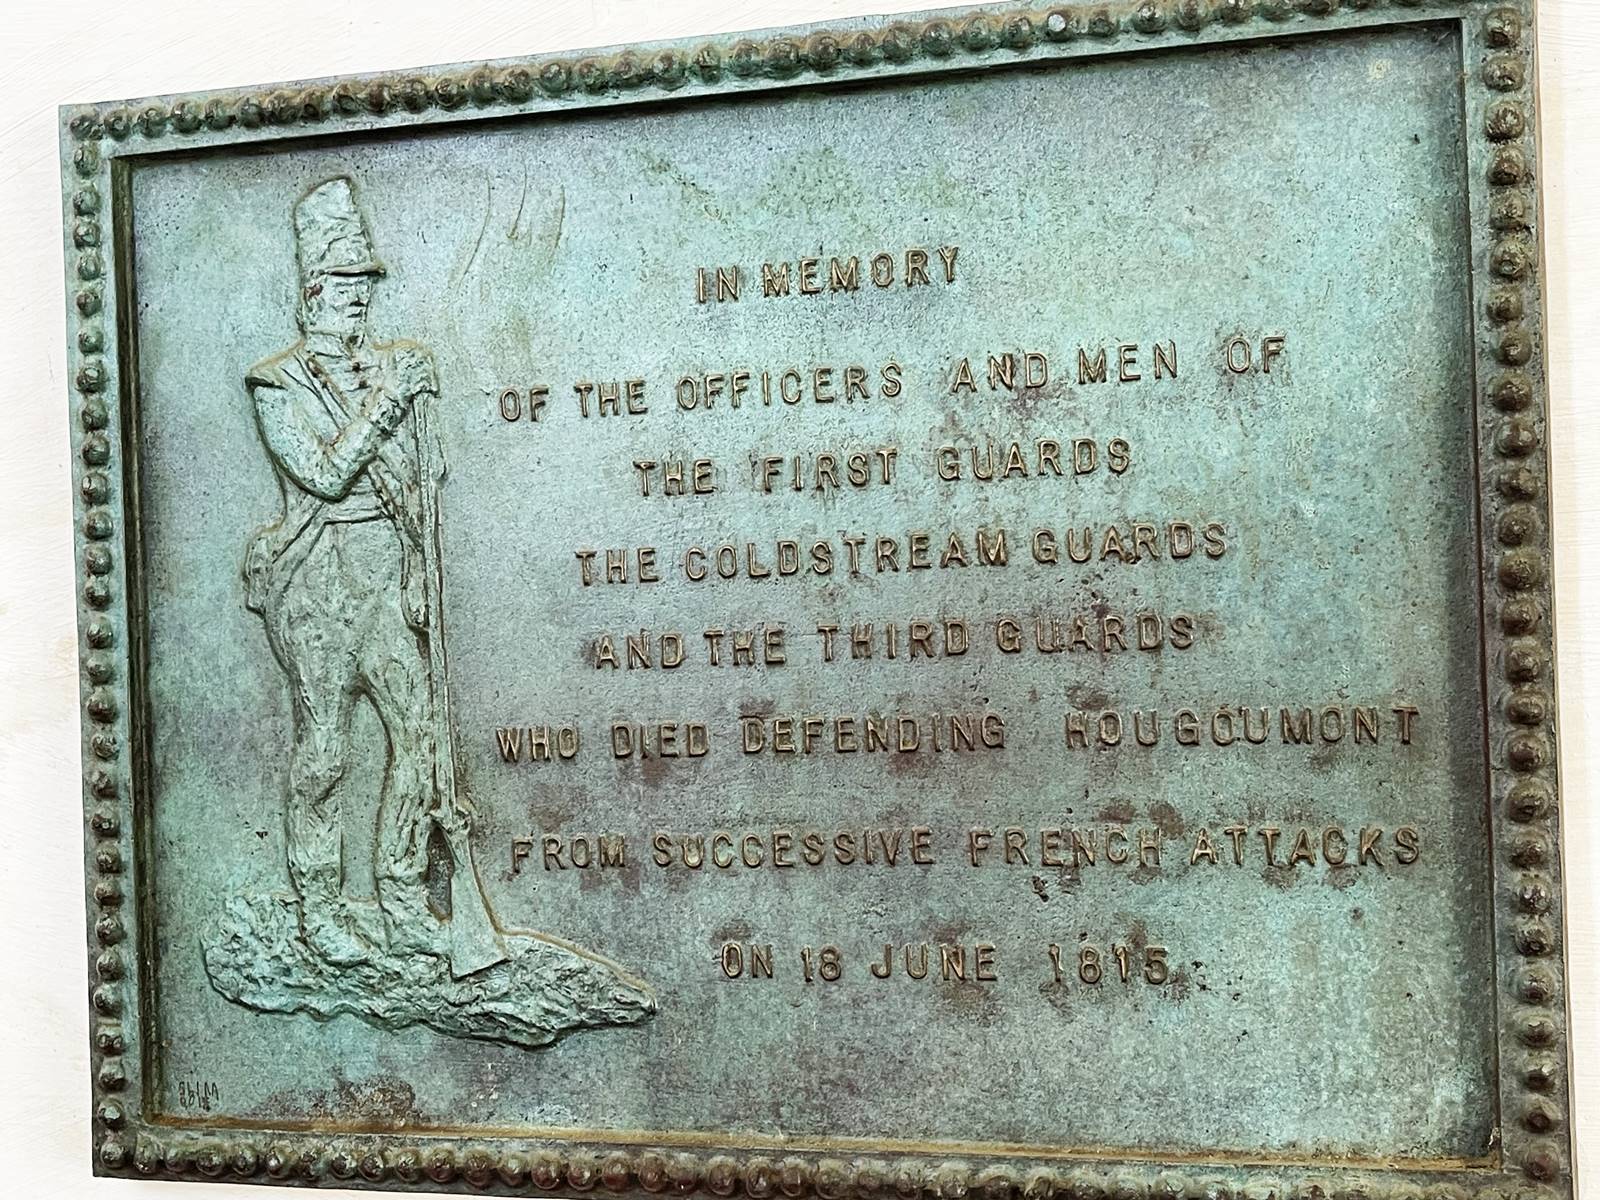 IN MEMORY
OF THE OFFICERS AND MEN OF
THE FIRST GUARDS
THE COLDSTREAM GUARDS
AND THE THIRD GUARDS
WHO DIED DEFENDING HOUGOUMONT
FROM SUCCESSIVE FRENCH ATTACKS
ON 18 JUNE 1815.